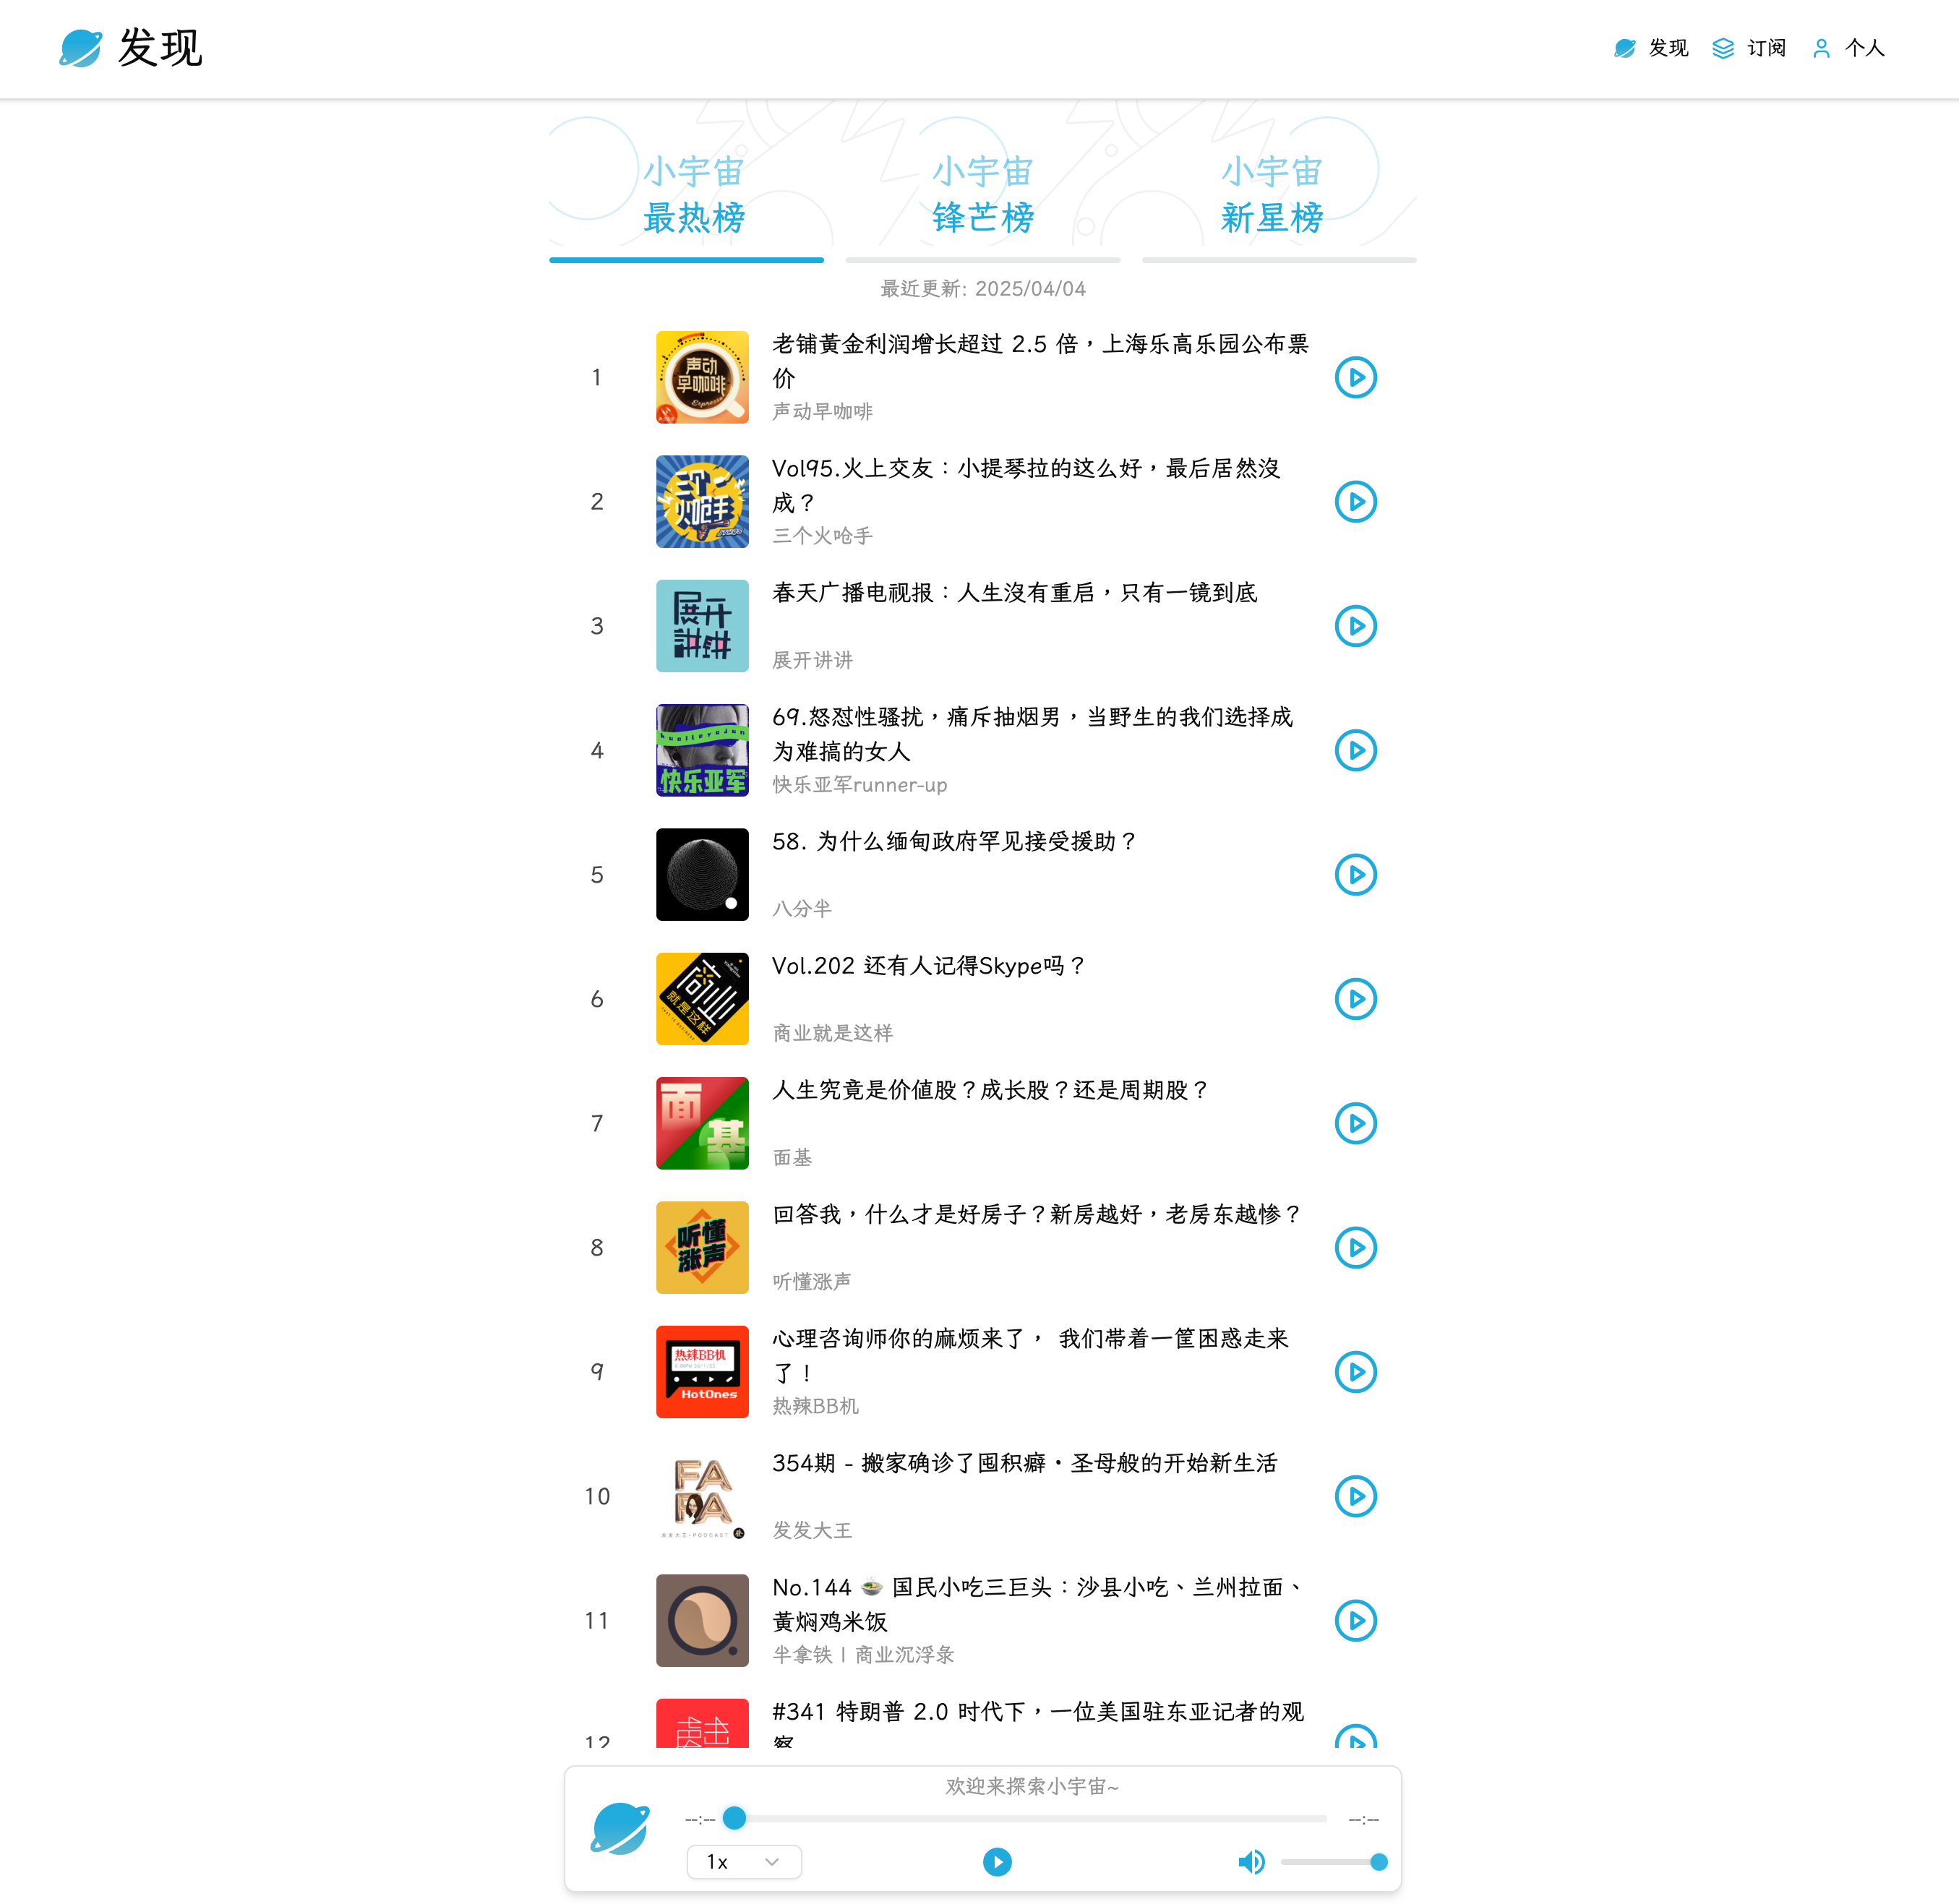 发现
发现
订阅
个人
小宇宙
最热榜
小宇宙
锋芒榜
小宇宙
新星榜
最近更新: 2025/04/04
1
声动
早咖啡
Espresso
老铺黄金利润增长超过 2.5 倍，上海乐高乐园公布票
价
声动早咖啡
2
三个
火呛手
Vol95.火上交友：小提琴拉的这么好，最后居然没
成？
三个火呛手
3
展开
讲讲
春天广播电视报：人生没有重启，只有一镜到底
展开讲讲
4
kuaileyajun
快乐亚军
69.怒怼性骚扰，痛斥抽烟男，当野生的我们选择成
为难搞的女人
快乐亚军runner-up
5
58. 为什么缅甸政府罕见接受援助？
八分半
6
商业
就是这样
Vol.202 还有人记得Skype吗？
商业就是这样
7
面
基
人生究竟是价值股？成长股？还是周期股？
面基
8
听懂
涨声
回答我，什么才是好房子？新房越好，老房东越惨？
听懂涨声
9
热辣BB机
HotOnes
心理咨询师你的麻烦来了， 我们带着一筐困惑走来
了！
热辣BB机
10
FA
FA
发发大王·PODCAST
354期 - 搬家确诊了囤积癖·圣母般的开始新生活
发发大王
11
No.144 🍲 国民小吃三巨头：沙县小吃、兰州拉面、
黄焖鸡米饭
半拿铁 | 商业沉浮录
12
#341 特朗普 2.0 时代下，一位美国驻东亚记者的观
察
欢迎来探索小宇宙~
--:--
--:--
1x